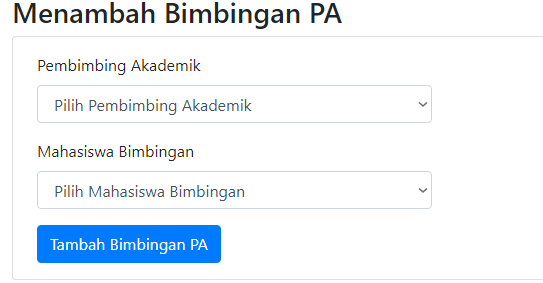 Menambah Bimbingan PA
Pembimbing Akademik
Pilih Pembimbing Akademik
Mahasiswa Bimbingan
Pilih Mahasiswa Bimbingan
Tambah Bimbingan PA